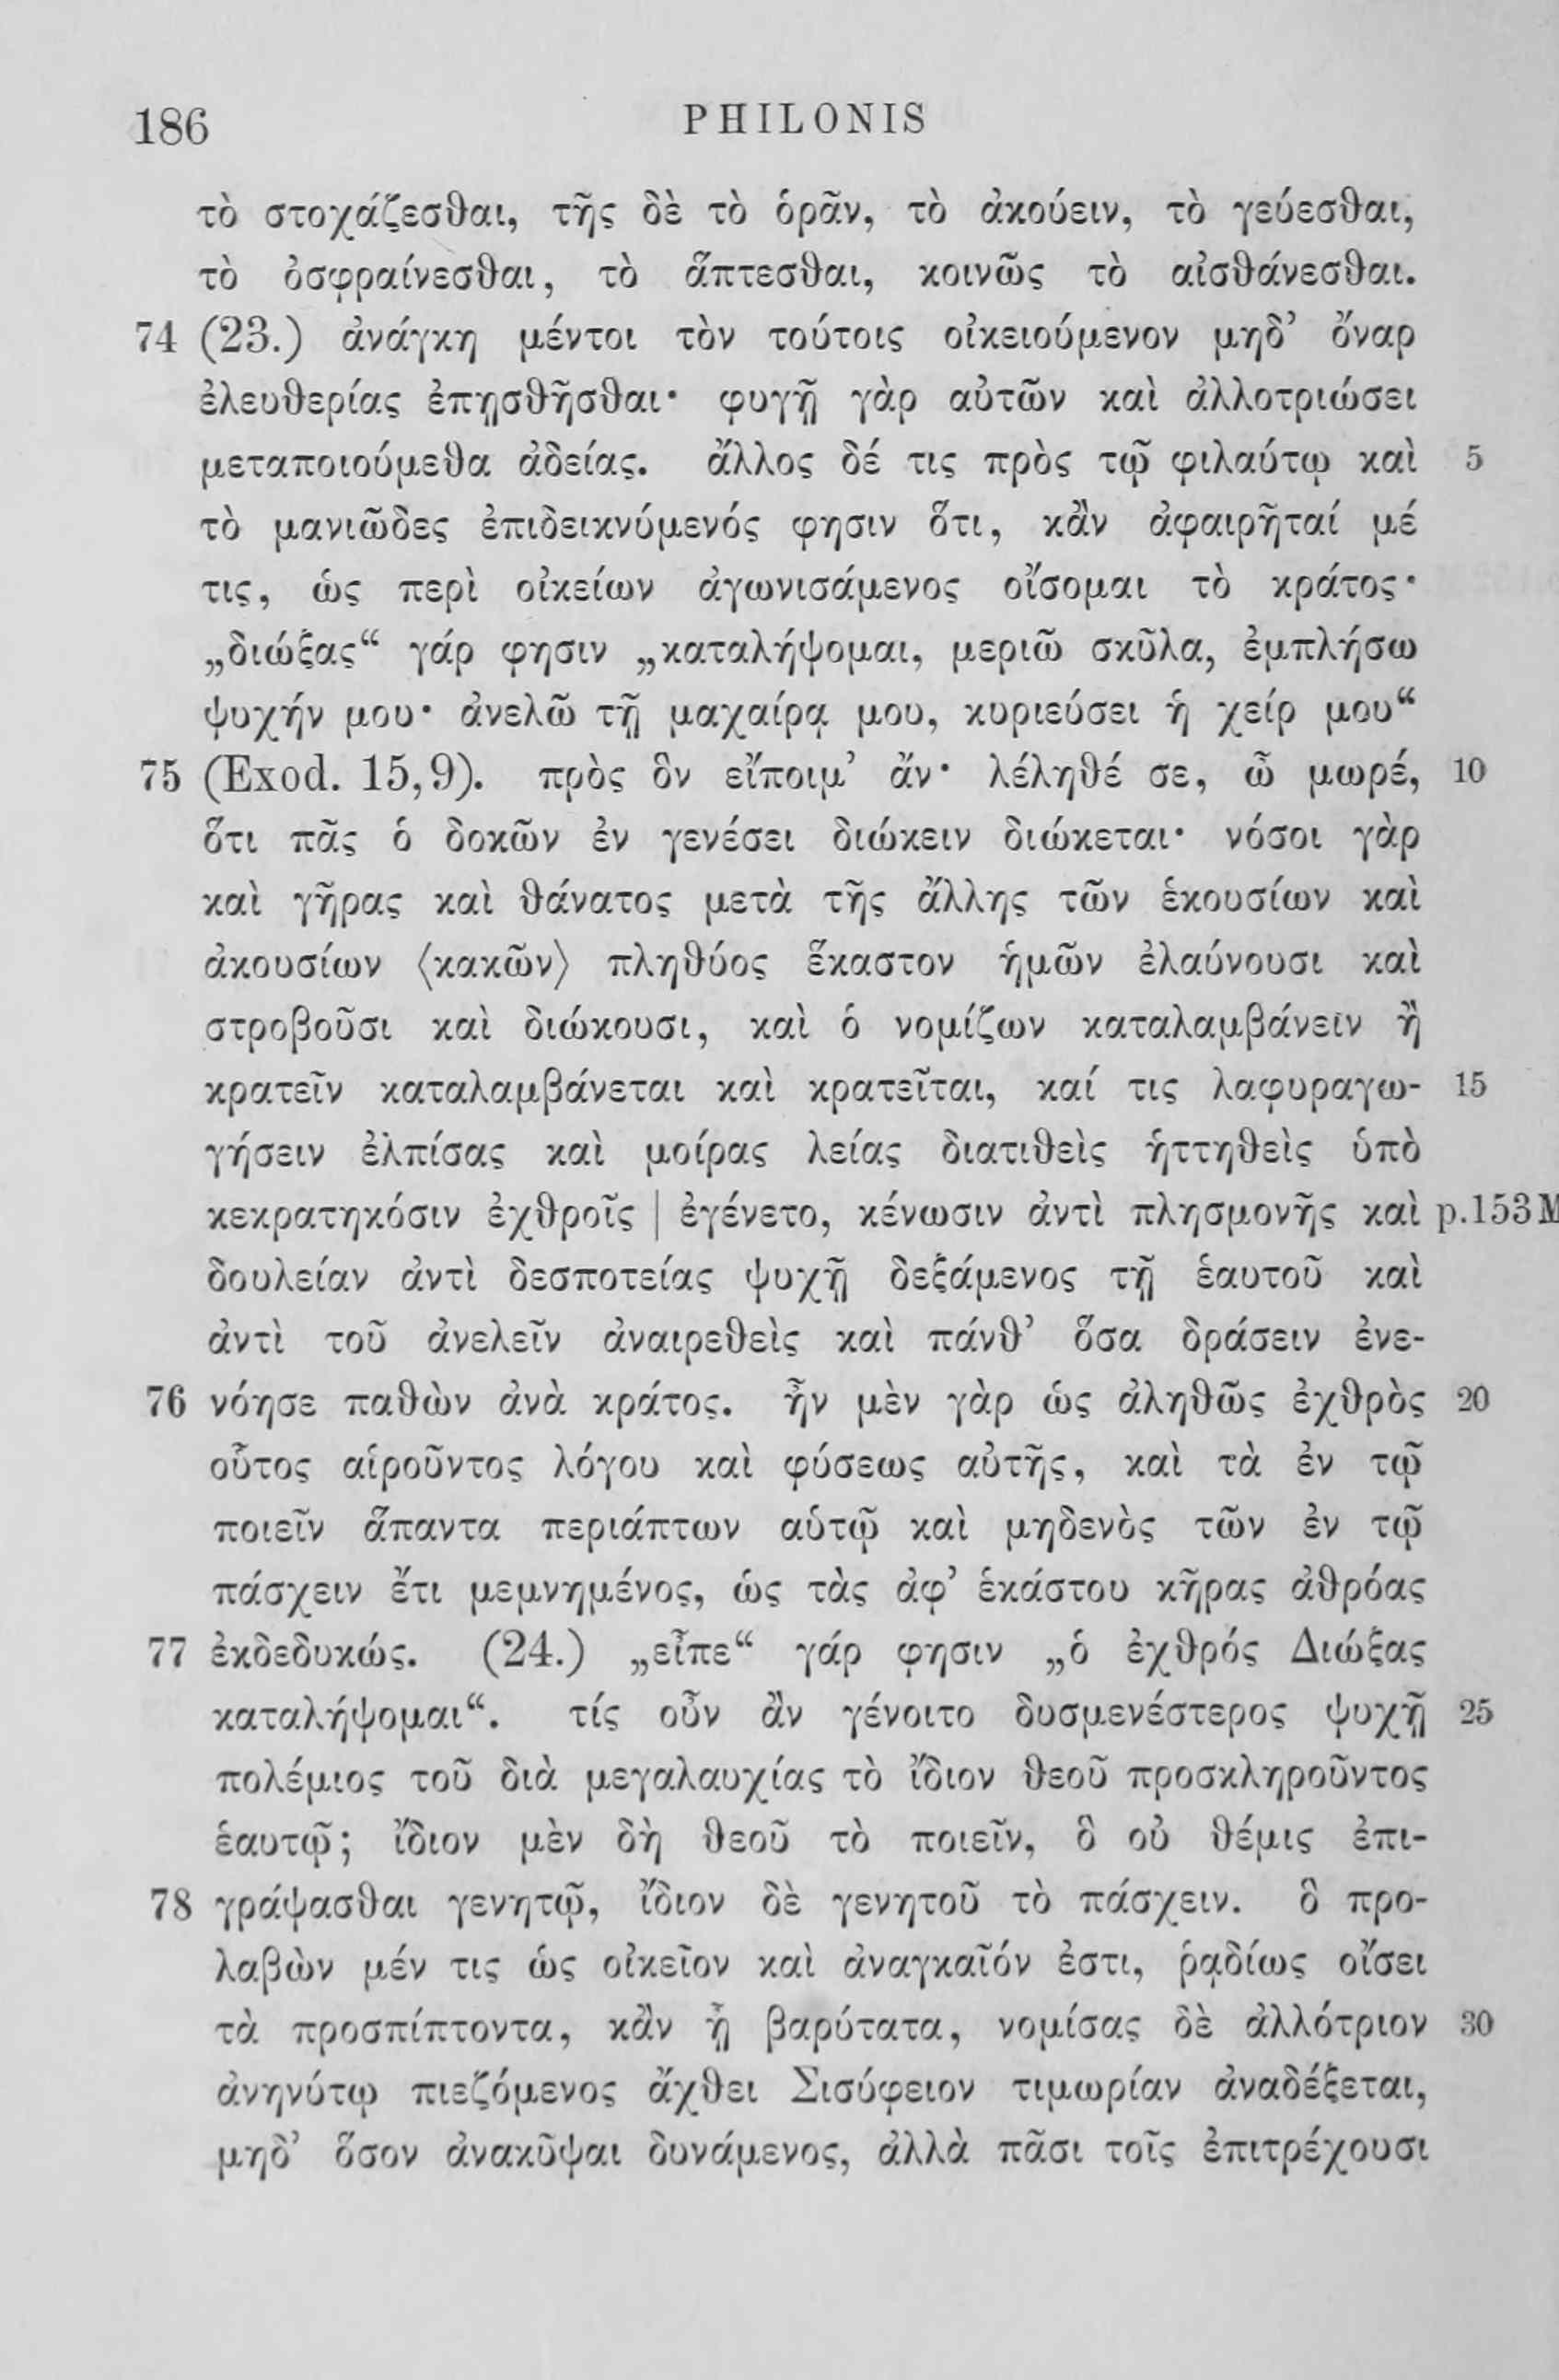 186 PHILONIS
τὸ στοχάζεσθαι, τῆς δὲ τὸ ὁρᾶν, τὸ ἀκούειν, τὸ γεύεσθαι,
τὸ ὀσφραίνεσθαι, τὸ ἅπτεσθαι, κοινῶς τὸ αἰσθάνεσθαι.
74 (23.) ἀνάγκη μέντοι τὸν τούτοις οἰκειούμενον μηδ’ ὄναρ
ἐλευθερίας ἐπῃσθῆσθαι· φυγῇ γὰρ αὐτῶν καὶ ἀλλοτριώσει
μεταποιούμεθα ἀδείας. ἄλλος δέ τις πρὸς τῷ φιλαύτῳ καὶ 5
τὸ μανιῶδες ἐπιδεικνύμενός φησιν ὅτι, κἂν ἀφαιρῆταί μέ
τις, ὡς περὶ οἰκείων ἀγωνισάμενος οἴσομαι τὸ κράτος·
„διώξας“ γάρ φησιν „καταλήψομαι, μεριῶ σκῦλα, ἐμπλήσω
ψυχήν μου· ἀνελῶ τῇ μαχαίρᾳ μου, κυριεύσει ἡ χείρ μου“
75 (Exod. 15,9). πρὸς ὃν εἴποιμ’ ἄν· λέληθέ σε, ὦ μωρέ, 10
ὅτι πᾶς ὁ δοκῶν ἐν γενέσει διώκειν διώκεται· νόσοι γὰρ
καὶ γῆρας καὶ θάνατος μετὰ τῆς ἄλλης τῶν ἑκουσίων καὶ
ἀκουσίων ⟨κακῶν⟩ πληθύος ἕκαστον ἡμῶν ἐλαύνουσι καὶ
στροβοῦσι καὶ διώκουσι, καὶ ὁ νομίζων καταλαμβάνειν ἢ
κρατεῖν καταλαμβάνεται καὶ κρατεῖται, καί τις λαφυραγω- 15
γήσειν ἐλπίσας καὶ μοίρας λείας διατιθεὶς ἡττηθεὶς ὑπὸ
κεκρατηκόσιν ἐχθροῖς | ἐγένετο, κένωσιν ἀντὶ πλησμονῆς καὶ p.153 M
δουλείαν ἀντὶ δεσποτείας ψυχῇ δεξάμενος τῇ ἑαυτοῦ καὶ
ἀντὶ τοῦ ἀνελεῖν ἀναιρεθεὶς καὶ πάνθ’ ὅσα δράσειν ἐνε-
76 νόησε παθὼν ἀνὰ κράτος. ἦν μὲν γὰρ ὡς ἀληθῶς ἐχθρὸς 20
οὗτος αἱροῦντος λόγου καὶ φύσεως αὐτῆς, καὶ τὰ ἐν τῷ
ποιεῖν ἅπαντα περιάπτων αὑτῷ καὶ μηδενὸς τῶν ἐν τῷ
πάσχειν ἔτι μεμνημένος, ὡς τὰς ἀφ’ ἑκάστου κῆρας ἀθρόας
77 ἐκδεδυκώς. (24.) „εἶπε“ γάρ φησιν „ὁ ἐχθρός Διώξας
καταλήψομαι“. τίς οὖν ἂν γένοιτο δυσμενέστερος ψυχῇ 25
πολέμιος τοῦ διὰ μεγαλαυχίας τὸ ἴδιον θεοῦ προσκληροῦντος
ἑαυτῷ; ἴδιον μὲν δὴ θεοῦ τὸ ποιεῖν, ὃ οὐ θέμις ἐπι-
78 γράψασθαι γενητῷ, ἴδιον δὲ γενητοῦ τὸ πάσχειν. ὃ προ-
λαβὼν μέν τις ὡς οἰκεῖον καὶ ἀναγκαῖόν ἐστι, ῥᾳδίως οἴσει
τὰ προσπίπτοντα, κἂν ᾖ βαρύτατα, νομίσας δὲ ἀλλότριον 30
ἀνηνύτῳ πιεζόμενος ἄχθει Σισύφειον τιμωρίαν ἀναδέξεται,
μηδ’ ὅσον ἀνακῦψαι δυνάμενος, ἀλλὰ πᾶσι τοῖς ἐπιτρέχουσι